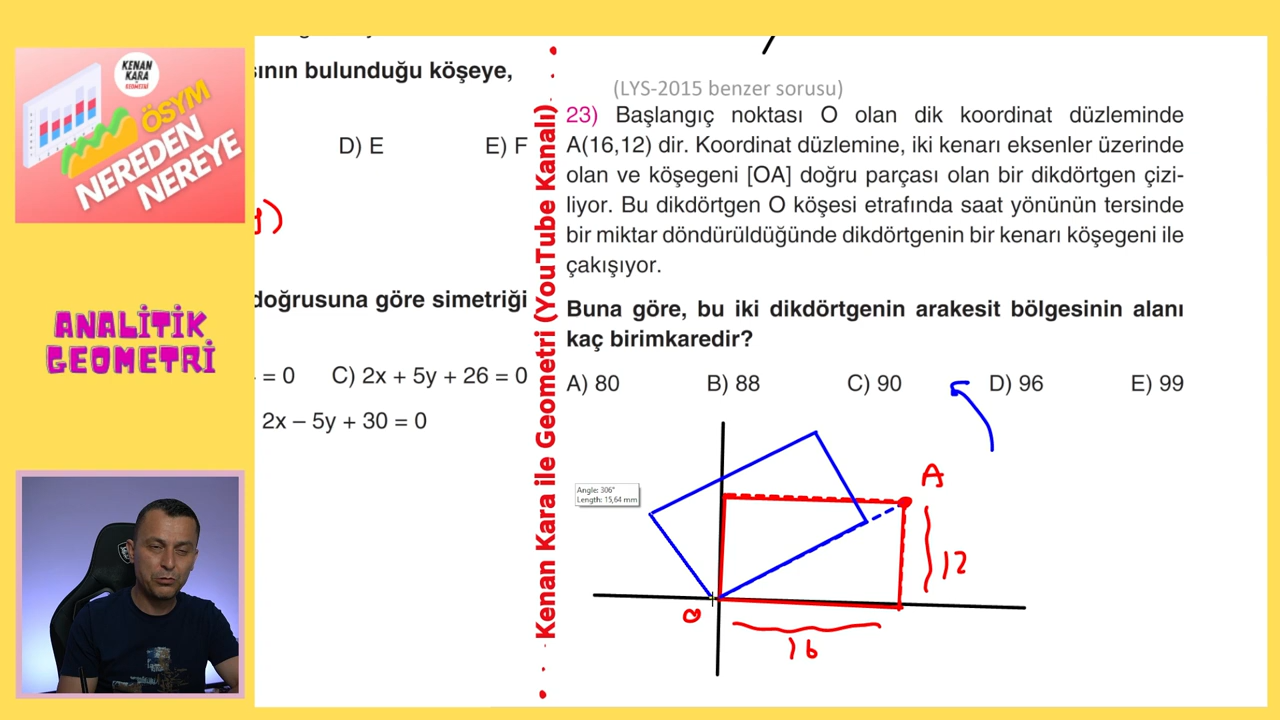 KENAN
KARA
GEOMETRİ
ÖSYM
NEREDEN
NEREYE
ANALİTİK
GEOMETRİ
sının bulunduğu köşeye,
D) E E) F
doğrusuna göre simetriği
= 0 C) 2x + 5y + 26 = 0
2x – 5y + 30 = 0
Kenan Kara ile Geometri (YouTube Kanalı)
(LYS-2015 benzer sorusu)
23) Başlangıç noktası O olan dik koordinat düzleminde
A(16,12) dir. Koordinat düzlemine, iki kenarı eksenler üzerinde
olan ve köşegeni [OA] doğru parçası olan bir dikdörtgen çizi-
liyor. Bu dikdörtgen O köşesi etrafında saat yönünün tersinde
bir miktar döndürüldüğünde dikdörtgenin bir kenarı köşegeni ile
çakışıyor.
Buna göre, bu iki dikdörtgenin arakesit bölgesinin alanı
kaç birimkaredir?
A) 80 B) 88 C) 90 D) 96 E) 99
A
Angle: 306°
Length: 15,64 mm
12
O
16